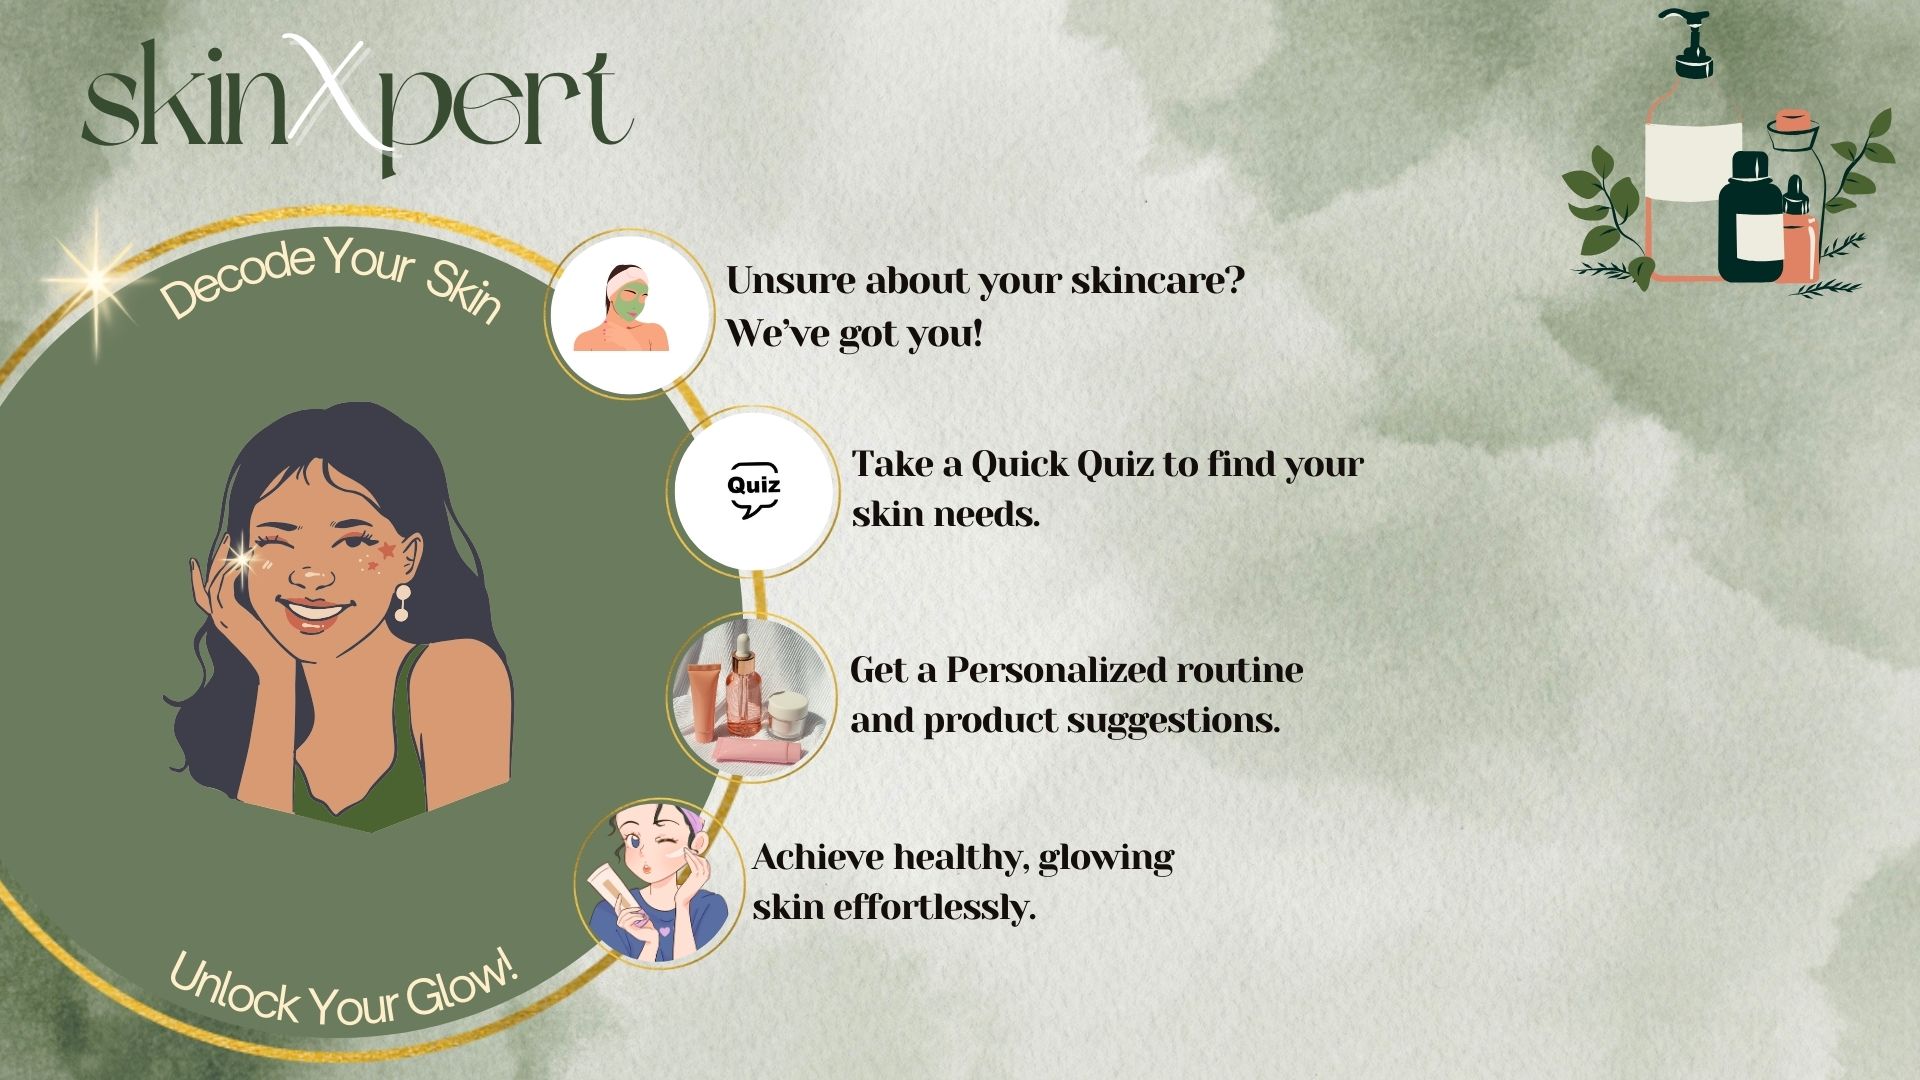 skinXpert
Decode Your Skin
Unsure about your skincare?
We've got you!
Quiz
Take a Quick Quiz to find your
skin needs.
Get a Personalized routine
and product suggestions.
Achieve healthy, glowing
skin effortlessly.
Unlock Your Glow!